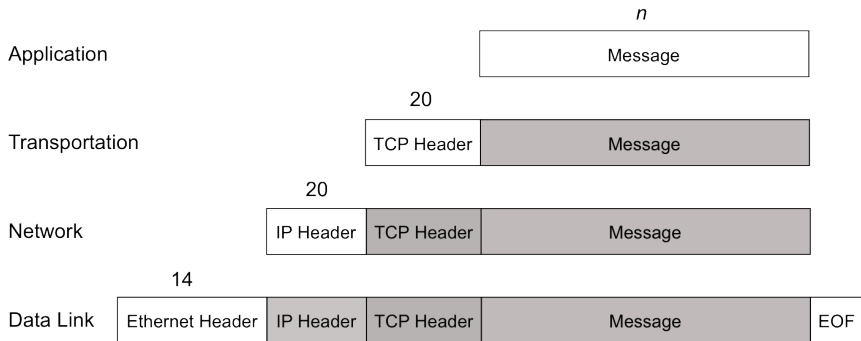 n
Application Message
20
Transportation TCP Header Message
20
Network IP Header TCP Header Message
14
Data Link Ethernet Header IP Header TCP Header Message EOF